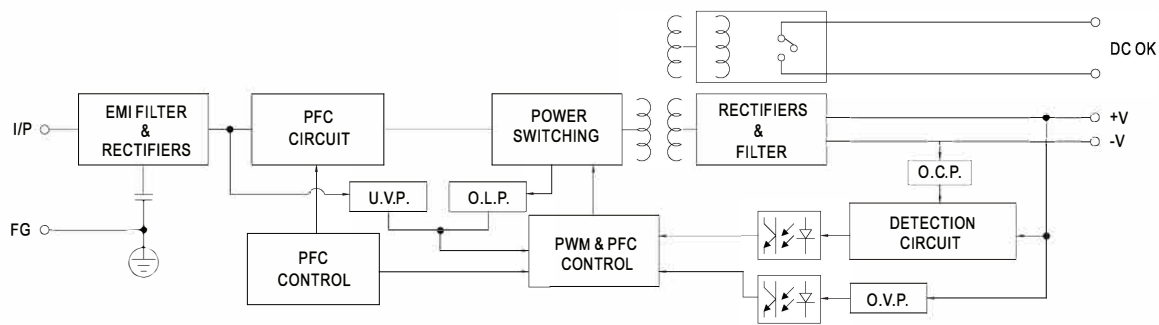 DC OK
I/P
EMI FILTER
&
RECTIFIERS
PFC
CIRCUIT
POWER
SWITCHING
RECTIFIERS
&
FILTER
+V
-V
O.C.P.
U.V.P.
O.L.P.
FG
PFC
CONTROL
PWM & PFC
CONTROL
DETECTION
CIRCUIT
O.V.P.